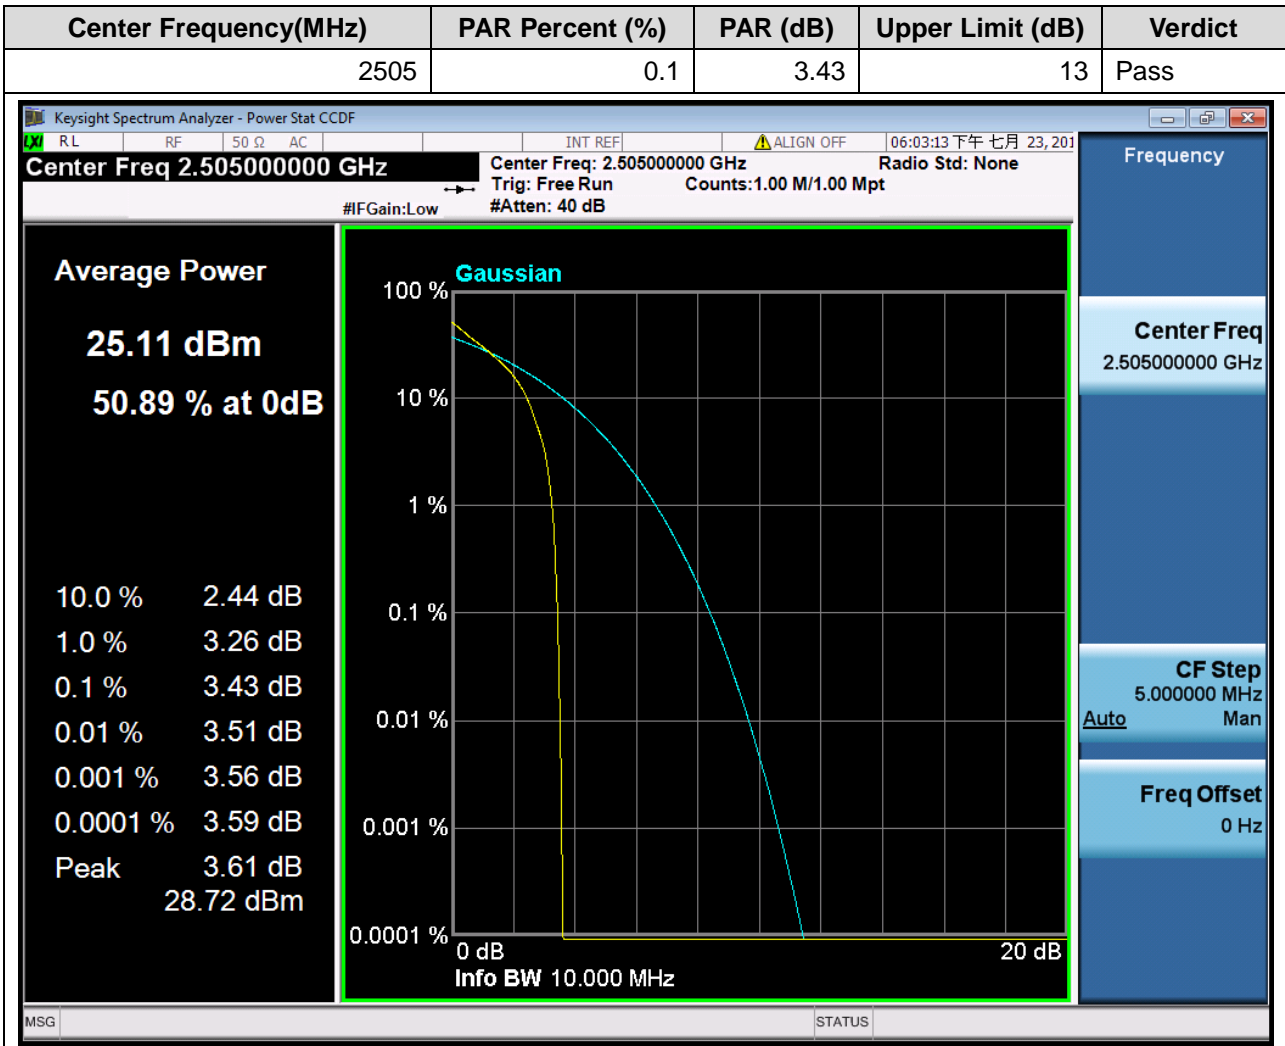 Center Frequency(MHz) PAR Percent (%) PAR (dB) Upper Limit (dB) Verdict
2505 0.1 3.43 13 Pass
Keysight Spectrum Analyzer - Power Stat CCDF
LXI RL RF 50 Ω AC INT REF ALIGN OFF 06:03:13 下午 七月 23, 201
Center Freq 2.505000000 GHz
Center Freq: 2.505000000 GHz Radio Std: None
Trig: Free Run Counts:1.00 M/1.00 Mpt
#IFGain:Low #Atten: 40 dB
Frequency
Average Power
25.11 dBm
50.89 % at 0dB
10.0 % 2.44 dB
1.0 % 3.26 dB
0.1 % 3.43 dB
0.01 % 3.51 dB
0.001 % 3.56 dB
0.0001 % 3.59 dB
Peak 3.61 dB
28.72 dBm
Gaussian
100 %
10 %
1 %
0.1 %
0.01 %
0.001 %
0.0001 %
0 dB 20 dB
Info BW 10.000 MHz
Center Freq
2.505000000 GHz
CF Step
5.000000 MHz
Auto Man
Freq Offset
0 Hz
MSG STATUS